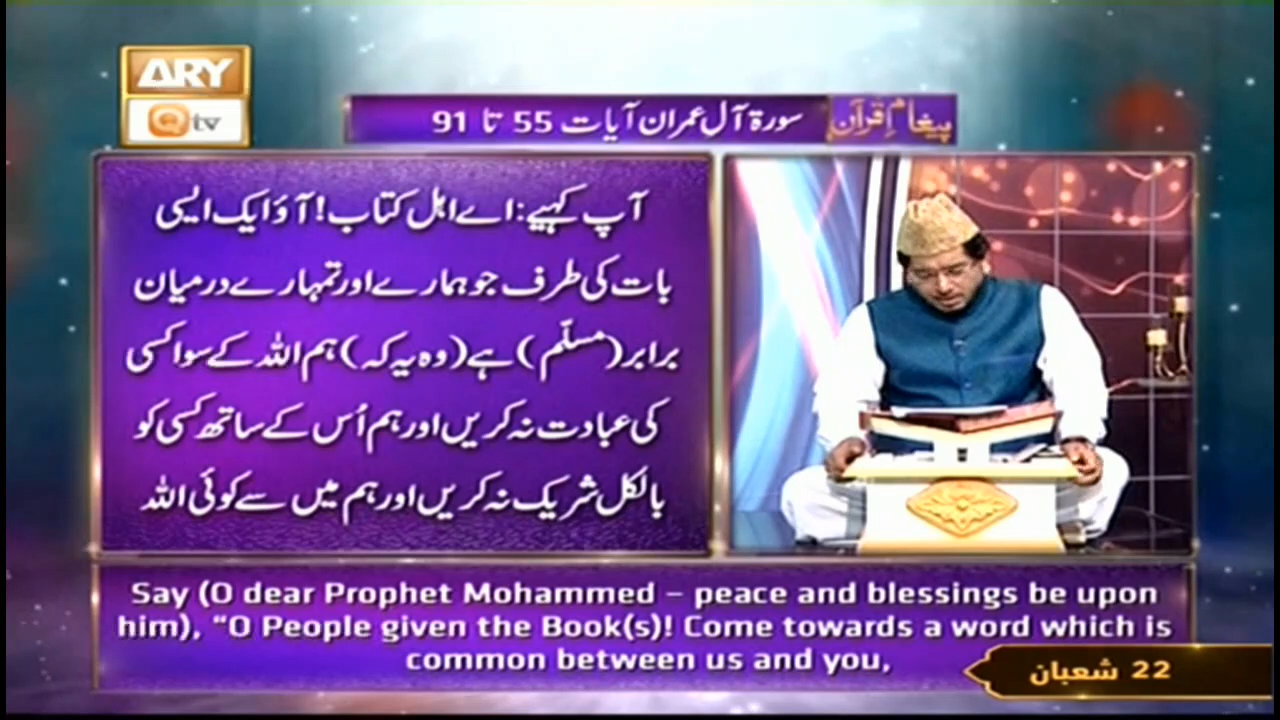 ARY
Qtv
پیغامِ قرآن
سورۃ آل عمران آیات 55 تا 91
آپ کہیے: اے اہل کتاب! آؤ ایک ایسی
بات کی طرف جو ہمارے اور تمہارے درمیان
برابر (مسلّم) ہے (وہ یہ کہ) ہم اللہ کے سوا کسی
کی عبادت نہ کریں اور ہم اُس کے ساتھ کسی کو
بالکل شریک نہ کریں اور ہم میں سے کوئی اللہ
Say (O dear Prophet Mohammed – peace and blessings be upon
him), “O People given the Book(s)! Come towards a word which is
common between us and you,
22 شعبان